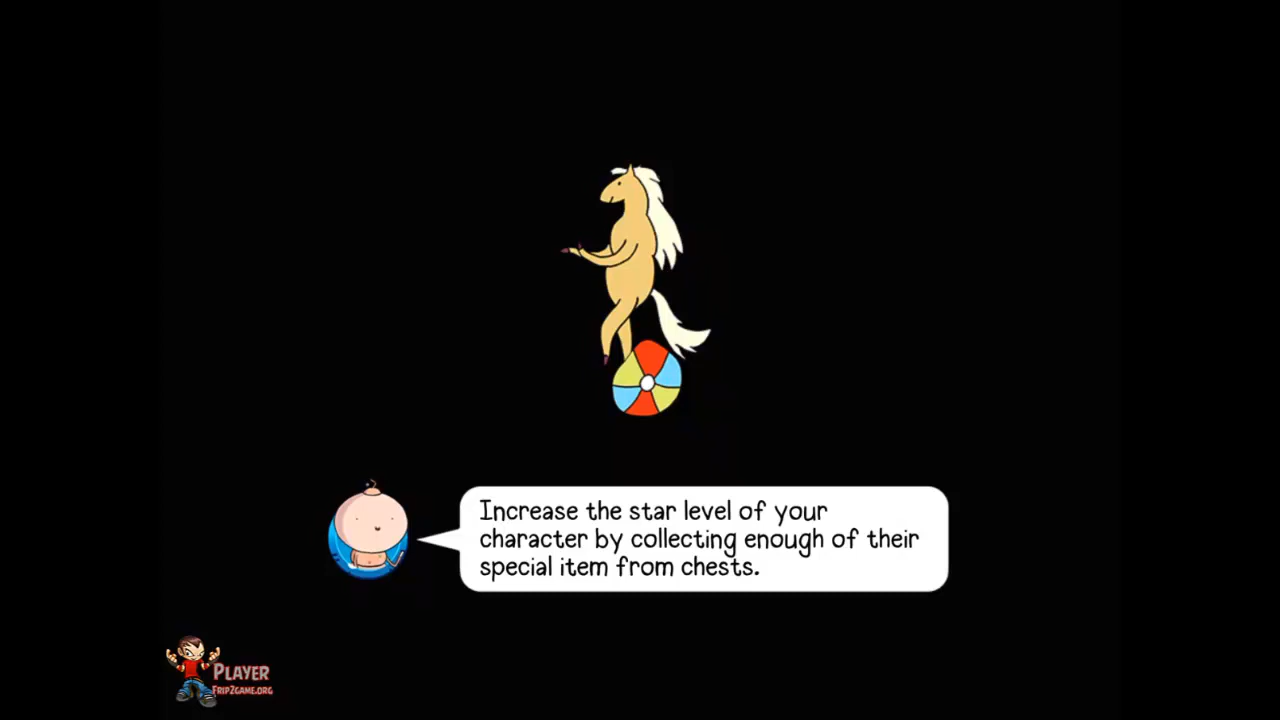 Increase the star level of your
character by collecting enough of their
special item from chests.
Player
Frip2game.org